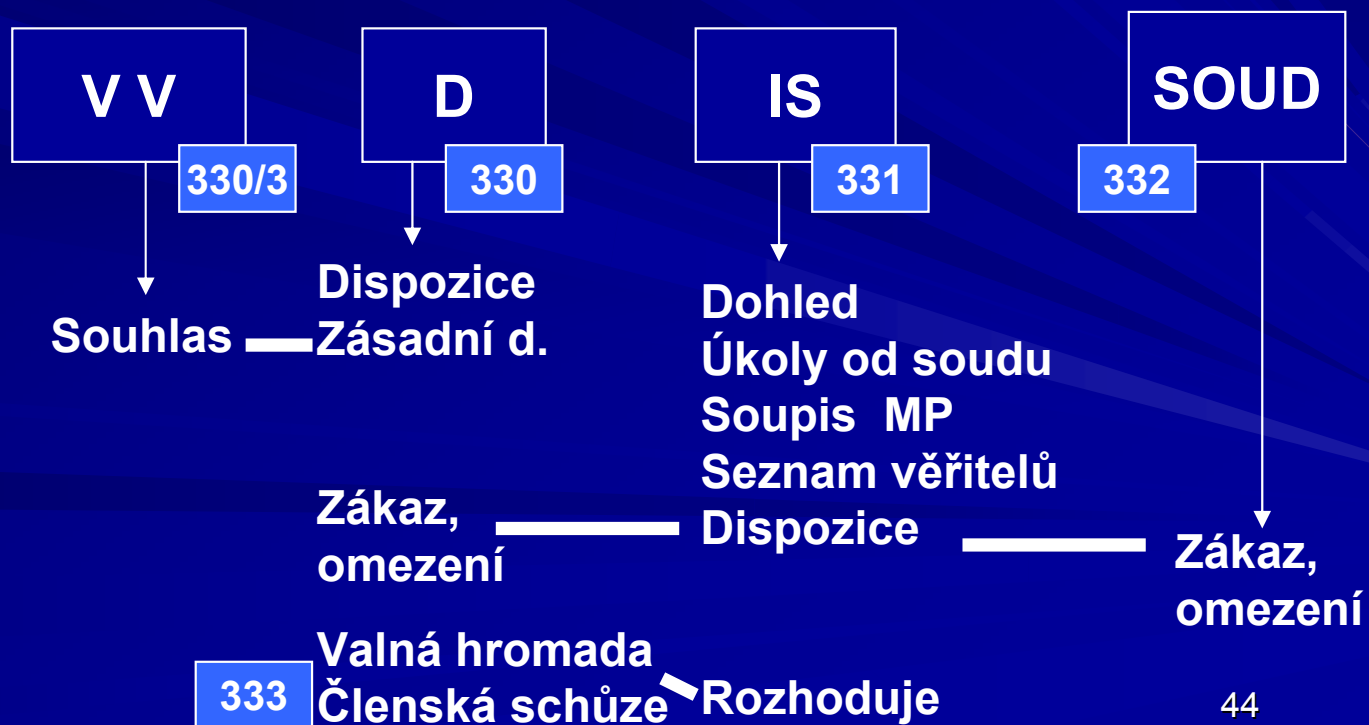 V V
330/3
D
330
IS
331
SOUD
332
Souhlas
Dispozice
Zásadní d.
Dohled
Úkoly od soudu
Soupis MP
Seznam věřitelů
Dispozice
Zákaz,
omezení
Zákaz,
omezení
333
Valná hromada
Členská schůze
Rozhoduje
44